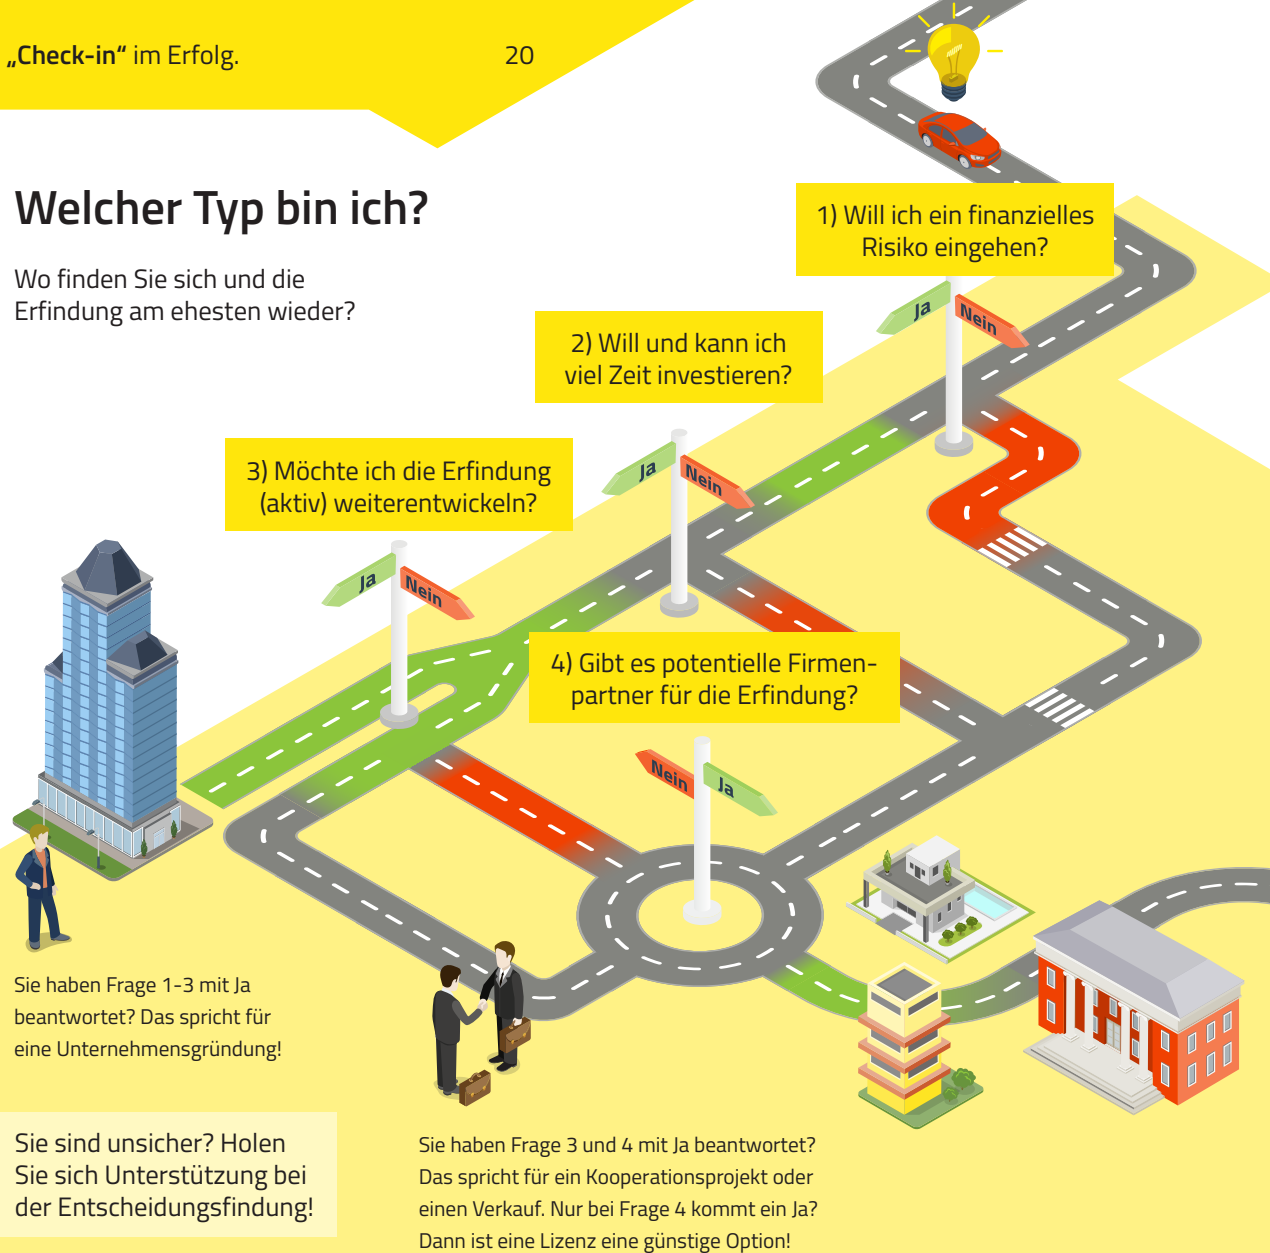 „Check-in“ im Erfolg.
20
Welcher Typ bin ich?
Wo finden Sie sich und die
Erfindung am ehesten wieder?
1) Will ich ein finanzielles
Risiko eingehen?
Ja
Nein
2) Will und kann ich
viel Zeit investieren?
Ja
Nein
3) Möchte ich die Erfindung
(aktiv) weiterentwickeln?
Ja
Nein
4) Gibt es potentielle Firmen-
partner für die Erfindung?
Nein
Ja
Sie haben Frage 1-3 mit Ja
beantwortet? Das spricht für
eine Unternehmensgründung!
Sie sind unsicher? Holen
Sie sich Unterstützung bei
der Entscheidungsfindung!
Sie haben Frage 3 und 4 mit Ja beantwortet?
Das spricht für ein Kooperationsprojekt oder
einen Verkauf. Nur bei Frage 4 kommt ein Ja?
Dann ist eine Lizenz eine günstige Option!